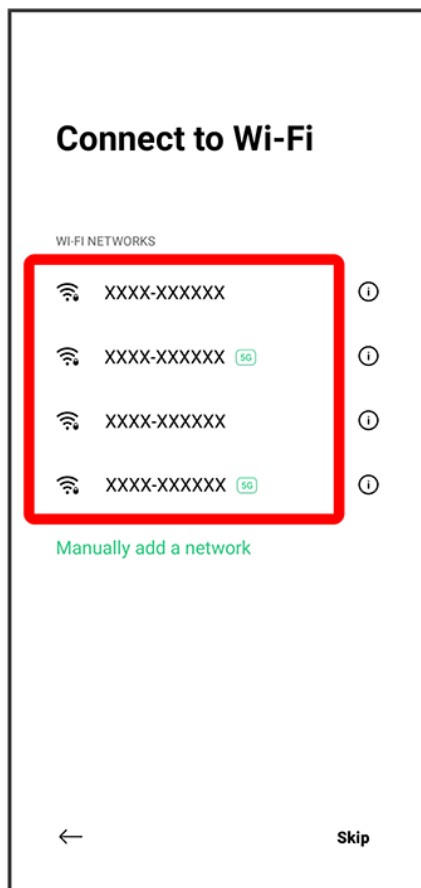 Connect to Wi-Fi
WI-FI NETWORKS
XXXX-XXXXXX
XXXX-XXXXXX 5G
XXXX-XXXXXX
XXXX-XXXXXX 5G
Manually add a network
Skip